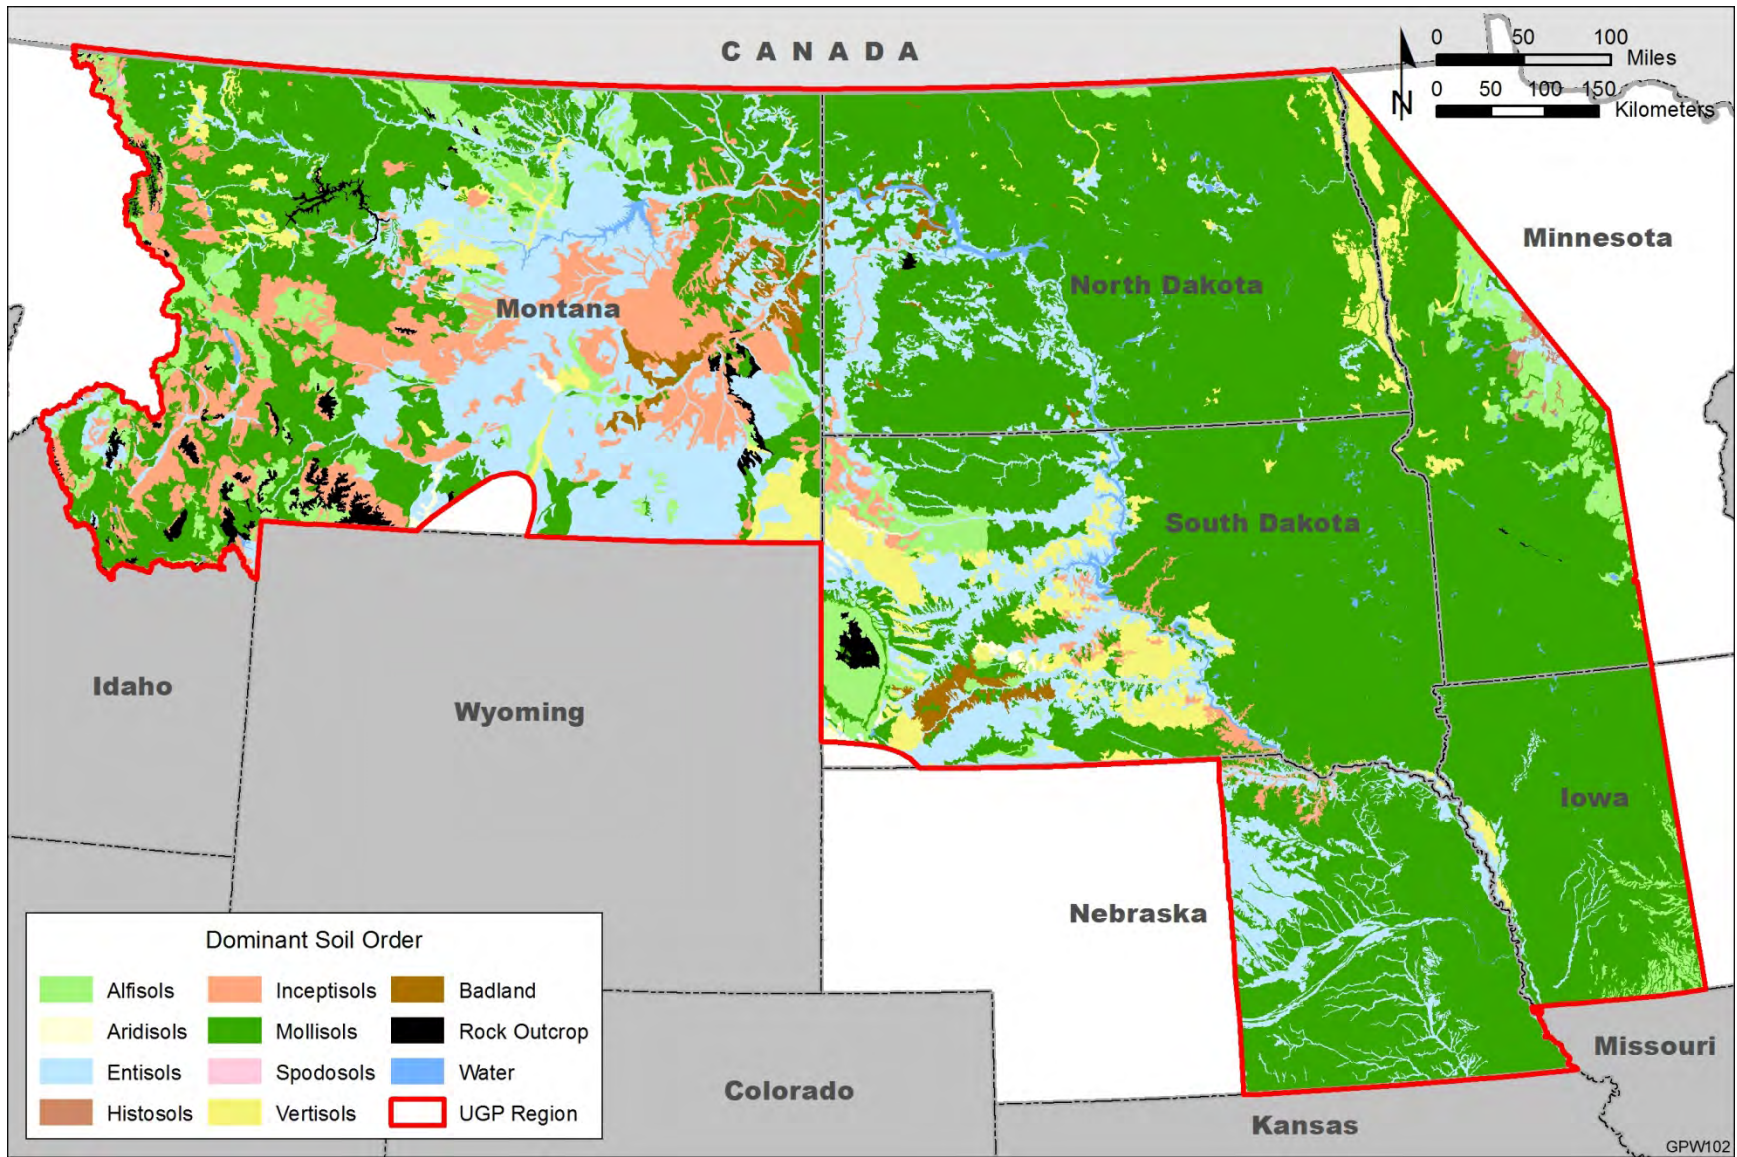 CANADA
0 50 100
Miles
0 50 100 150
Kilometers
N
Minnesota
North Dakota
Montana
South Dakota
Idaho
Wyoming
Iowa
Nebraska
Missouri
Colorado
Kansas
Dominant Soil Order
Alfisols
Inceptisols
Badland
Aridisols
Mollisols
Rock Outcrop
Entisols
Spodosols
Water
Histosols
Vertisols
UGP Region
GPW102